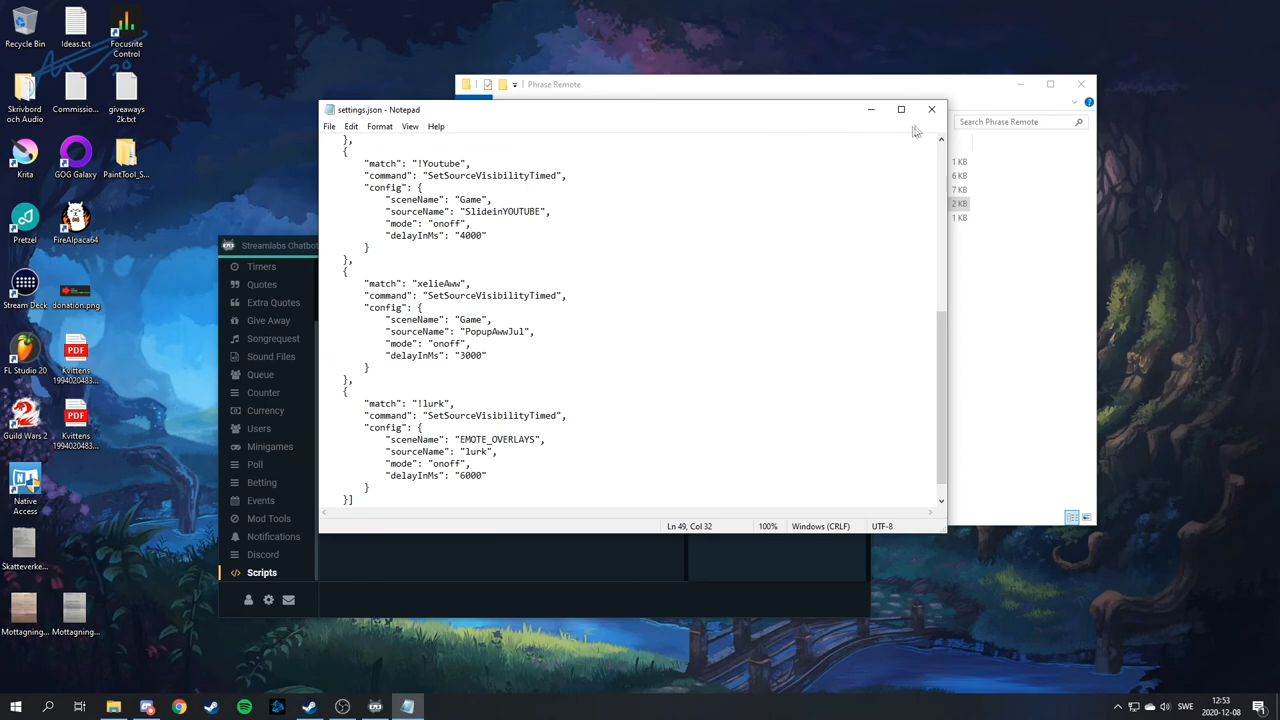 Recycle Bin
Ideas.txt
Focusrite Control
Skrivbord och Audio
Commisso...
giveaways 2k.txt
Krita
GOG Galaxy
PaintTool_S...
Pretzel
FireAlpaca64
Stream Deck
donation.png
FL Studio 20
Kvittens 1994020483...
Guild Wars 2
Kvittens 1994020483...
Native Access
Skatteverke...
Mottagning...
Mottagning...
PDF
PDF
Phrase Remote
Search Phrase Remote
1 KB
6 KB
7 KB
2 KB
1 KB
settings.json - Notepad
File Edit Format View Help
},
{
"match": "!Youtube",
"command": "SetSourceVisibilityTimed",
"config": {
"sceneName": "Game",
"sourceName": "SlideinYOUTUBE",
"mode": "onoff",
"delayInMs": "4000"
}
},
{
"match": "xelieAww",
"command": "SetSourceVisibilityTimed",
"config": {
"sceneName": "Game",
"sourceName": "PopupAwwJul",
"mode": "onoff",
"delayInMs": "3000"
}
},
{
"match": "!lurk",
"command": "SetSourceVisibilityTimed",
"config": {
"sceneName": "EMOTE_OVERLAYS",
"sourceName": "lurk",
"mode": "onoff",
"delayInMs": "6000"
}
}]
Ln 49, Col 32
100%
Windows (CRLF)
UTF-8
Streamlabs Chatbot
Timers
Quotes
Extra Quotes
Give Away
Songrequest
Sound Files
Queue
Counter
Currency
Users
Minigames
Poll
Betting
Events
Mod Tools
Notifications
Discord
</> Scripts
SWE
12:53
2020-12-08